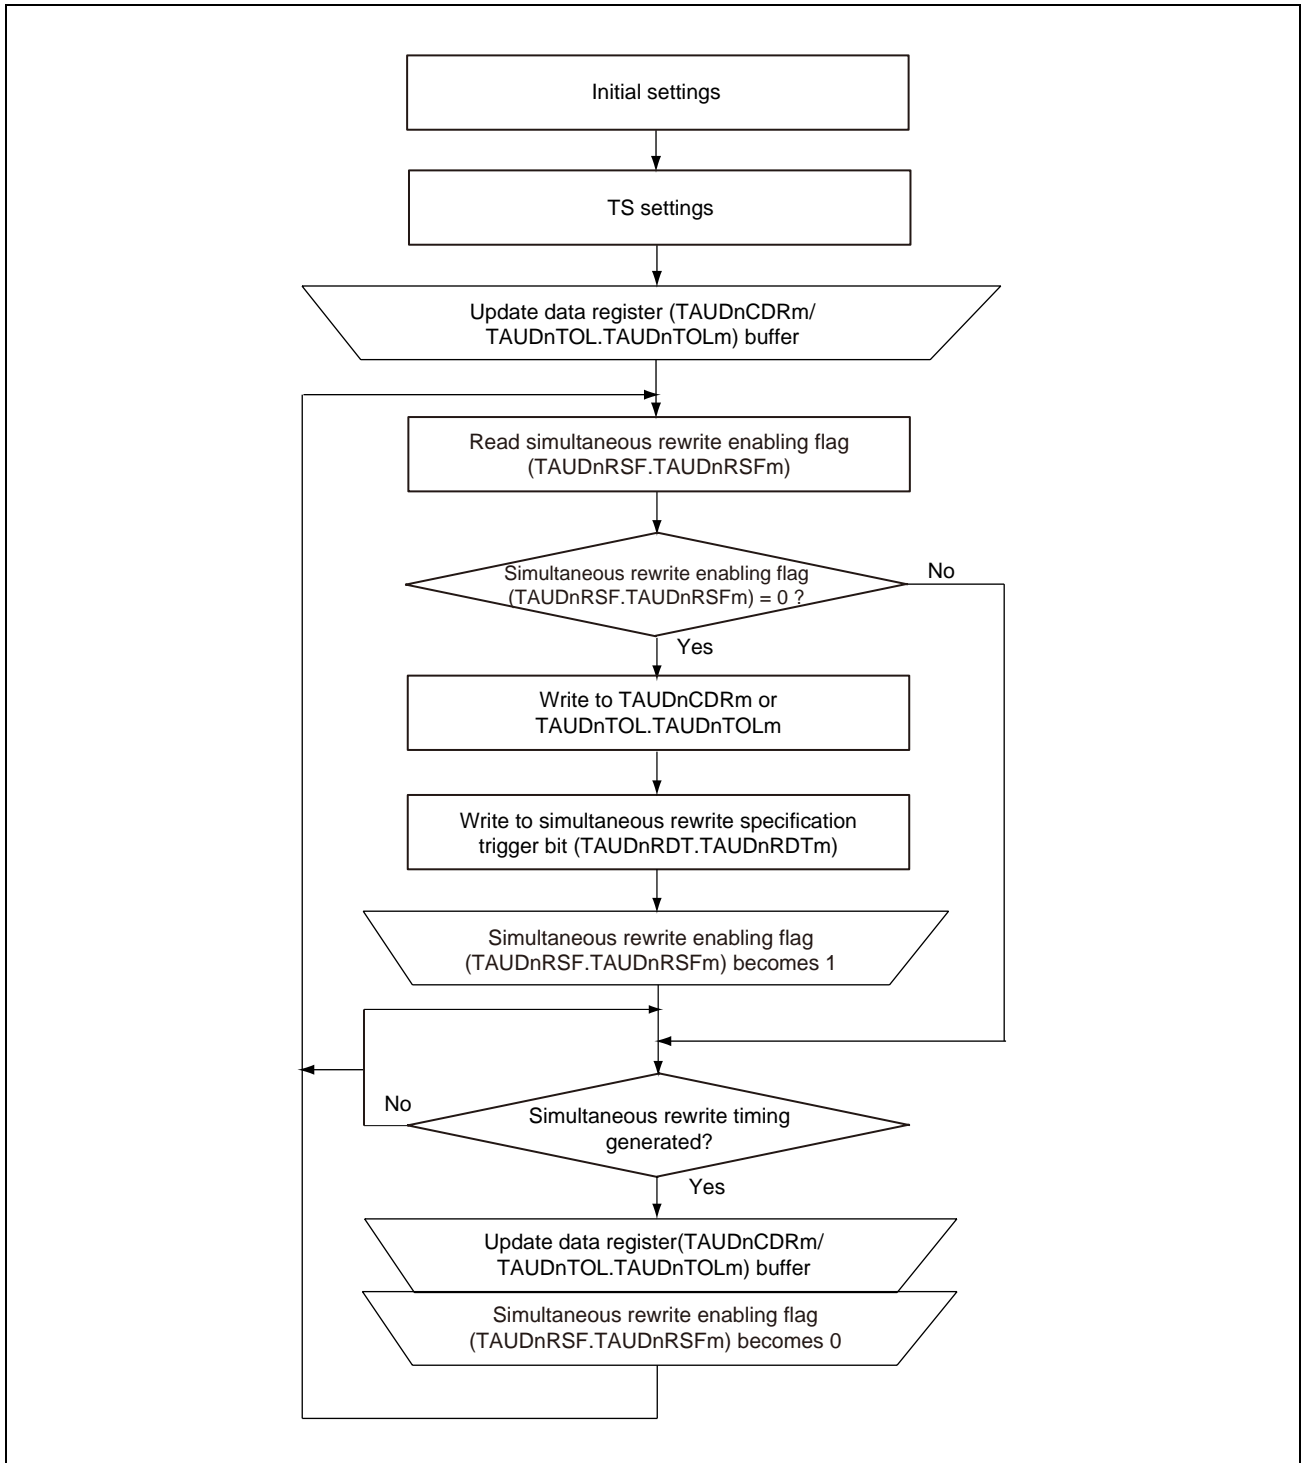 Initial settings
TS settings
Update data register (TAUDnCDRm/
TAUDnTOL.TAUDnTOLm) buffer
Read simultaneous rewrite enabling flag
(TAUDnRSF.TAUDnRSFm)
Simultaneous rewrite enabling flag
(TAUDnRSF.TAUDnRSFm) = 0 ?
No
Yes
Write to TAUDnCDRm or
TAUDnTOL.TAUDnTOLm
Write to simultaneous rewrite specification
trigger bit (TAUDnRDT.TAUDnRDTm)
Simultaneous rewrite enabling flag
(TAUDnRSF.TAUDnRSFm) becomes 1
No
Simultaneous rewrite timing
generated?
Yes
Update data register(TAUDnCDRm/
TAUDnTOL.TAUDnTOLm) buffer
Simultaneous rewrite enabling flag
(TAUDnRSF.TAUDnRSFm) becomes 0